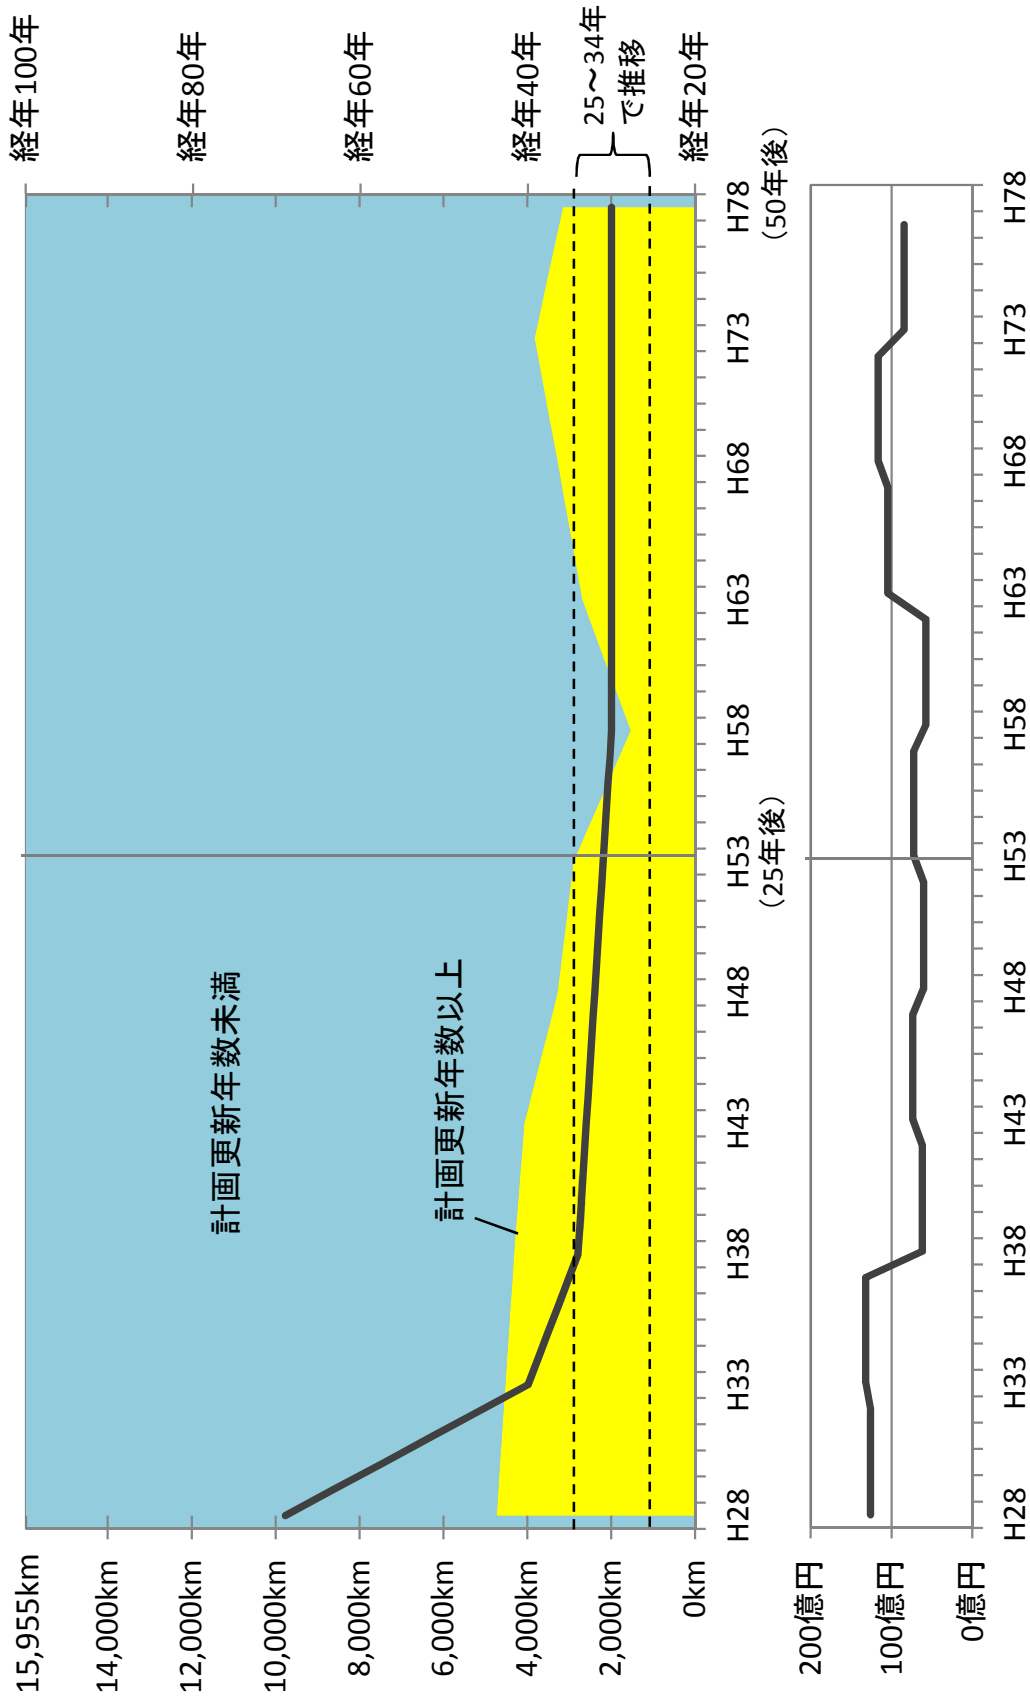 15,955km
14,000km
12,000km
10,000km
8,000km
6,000km
4,000km
2,000km
0km
経年100年
経年80年
経年60年
経年40年
25～34年
で推移
経年20年
計画更新年数未満
計画更新年数以上
H28
H33
H38
H43
H48
H53
H58
H63
H68
H73
H78
（25年後）
（50年後）
200億円
100億円
0億円
H28
H33
H38
H43
H48
H53
H58
H63
H68
H73
H78